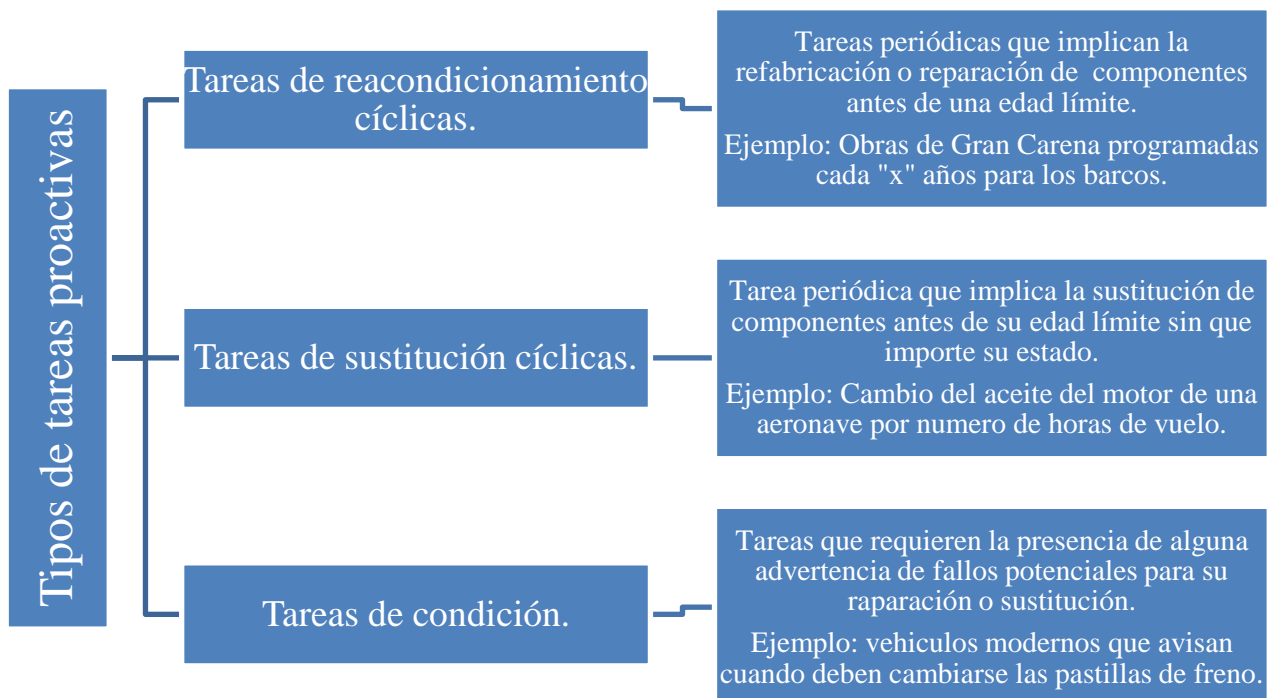 Tipos de tareas proactivas
Tareas de reacondicionamiento
cíclicas.
Tareas periódicas que implican la
refabricación o reparación de componentes
antes de una edad límite.
Ejemplo: Obras de Gran Carena programadas
cada "x" años para los barcos.
Tareas de sustitución cíclicas.
Tarea periódica que implica la sustitución de
componentes antes de su edad límite sin que
importe su estado.
Ejemplo: Cambio del aceite del motor de una
aeronave por numero de horas de vuelo.
Tareas de condición.
Tareas que requieren la presencia de alguna
advertencia de fallos potenciales para su
raparación o sustitución.
Ejemplo: vehiculos modernos que avisan
cuando deben cambiarse las pastillas de freno.